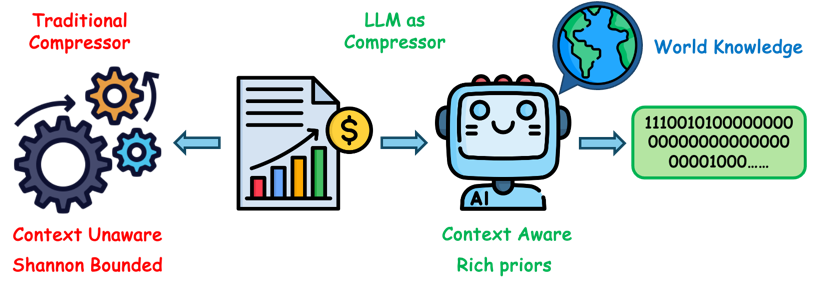 Traditional
Compressor
LLM as
Compressor
World Knowledge
$
AI
1110010100000000
00000000000000
00001000......
Context Unaware
Shannon Bounded
Context Aware
Rich priors